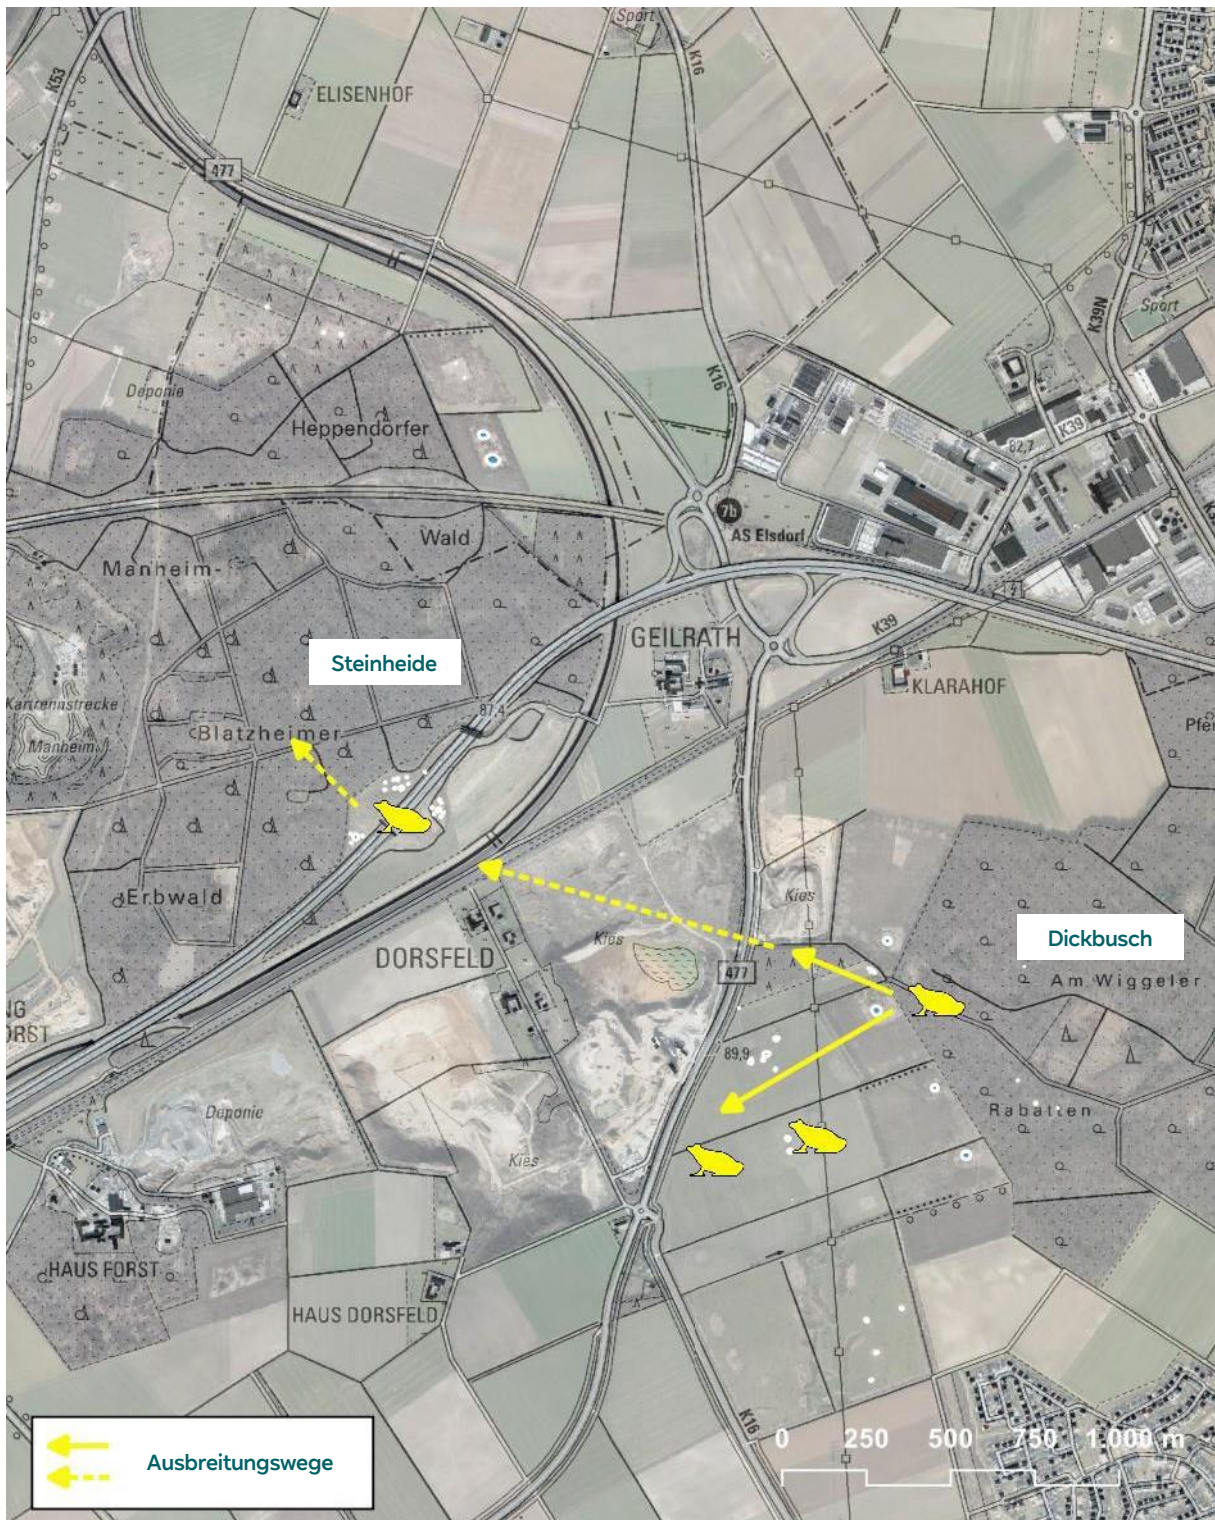 Sport
K16
K53
ELISENHOF
477
K39N
Sport
K16
Deponie
Heppendorfer
K39
82,7
7b
AS Elsdorf
Wald
Manheim-
GEILRATH
K39
Steinheide
KLARAHOF
Kartrennstrecke
Manheim
87,4
Blatzheimer
Erbwald
Kies
Kies
Dickbusch
DORSFELD
477
Am Wiggeler
89,9
Rabatten
Deponie
Kies
HAUS FORST
HAUS DORSFELD
K16
0 250 500 750 1.000 m
Ausbreitungswege